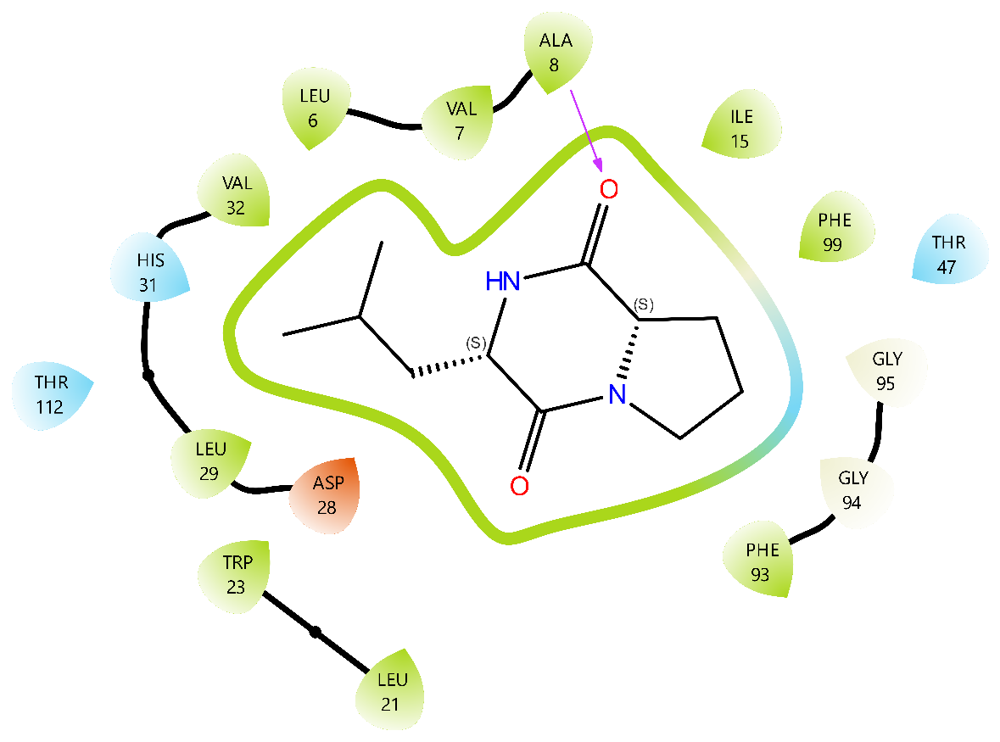 ALA
8
LEU
6
VAL
7
ILE
15
VAL
32
O
PHE
99
THR
47
HIS
31
HN
(S)
(S)
GLY
95
THR
112
N
LEU
29
ASP
28
O
GLY
94
PHE
93
TRP
23
LEU
21